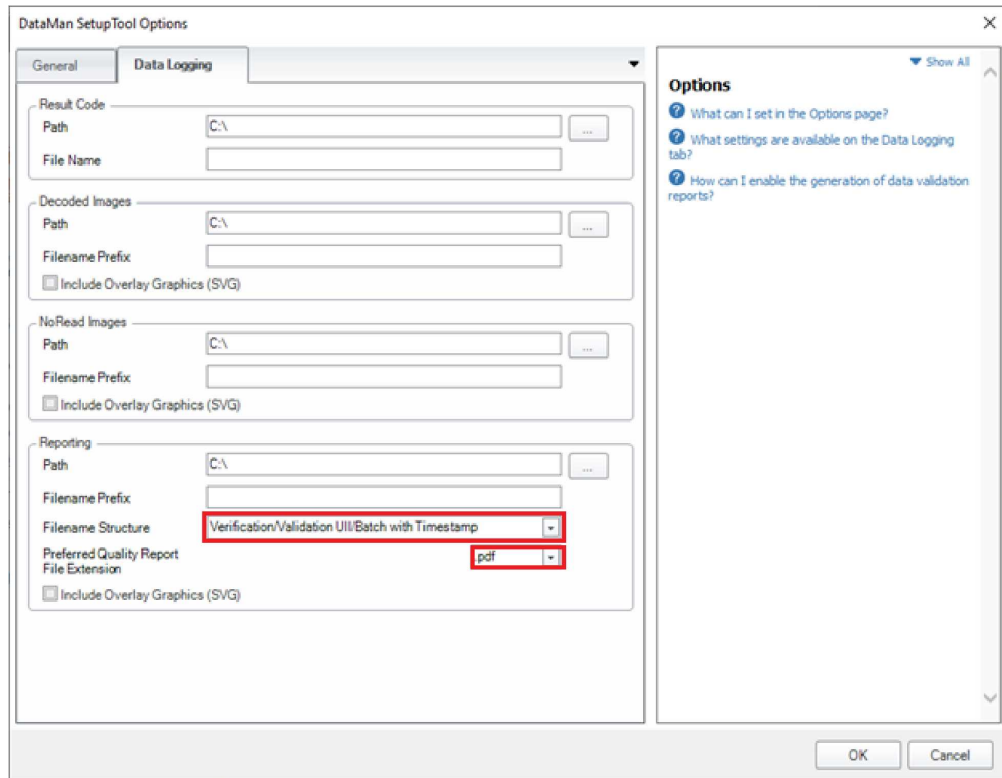 DataMan SetupTool Options
General
Data Logging
Result Code
Path
C:\
...
File Name
Decoded Images
Path
C:\
...
Filename Prefix
Include Overlay Graphics (SVG)
NoRead Images
Path
C:\
...
Filename Prefix
Include Overlay Graphics (SVG)
Reporting
Path
C:\
...
Filename Prefix
Filename Structure
Verification/Validation UII/Batch with Timestamp
Preferred Quality Report
File Extension
.pdf
Include Overlay Graphics (SVG)
Show All
Options
What can I set in the Options page?
What settings are available on the Data Logging
tab?
How can I enable the generation of data validation
reports?
OK
Cancel